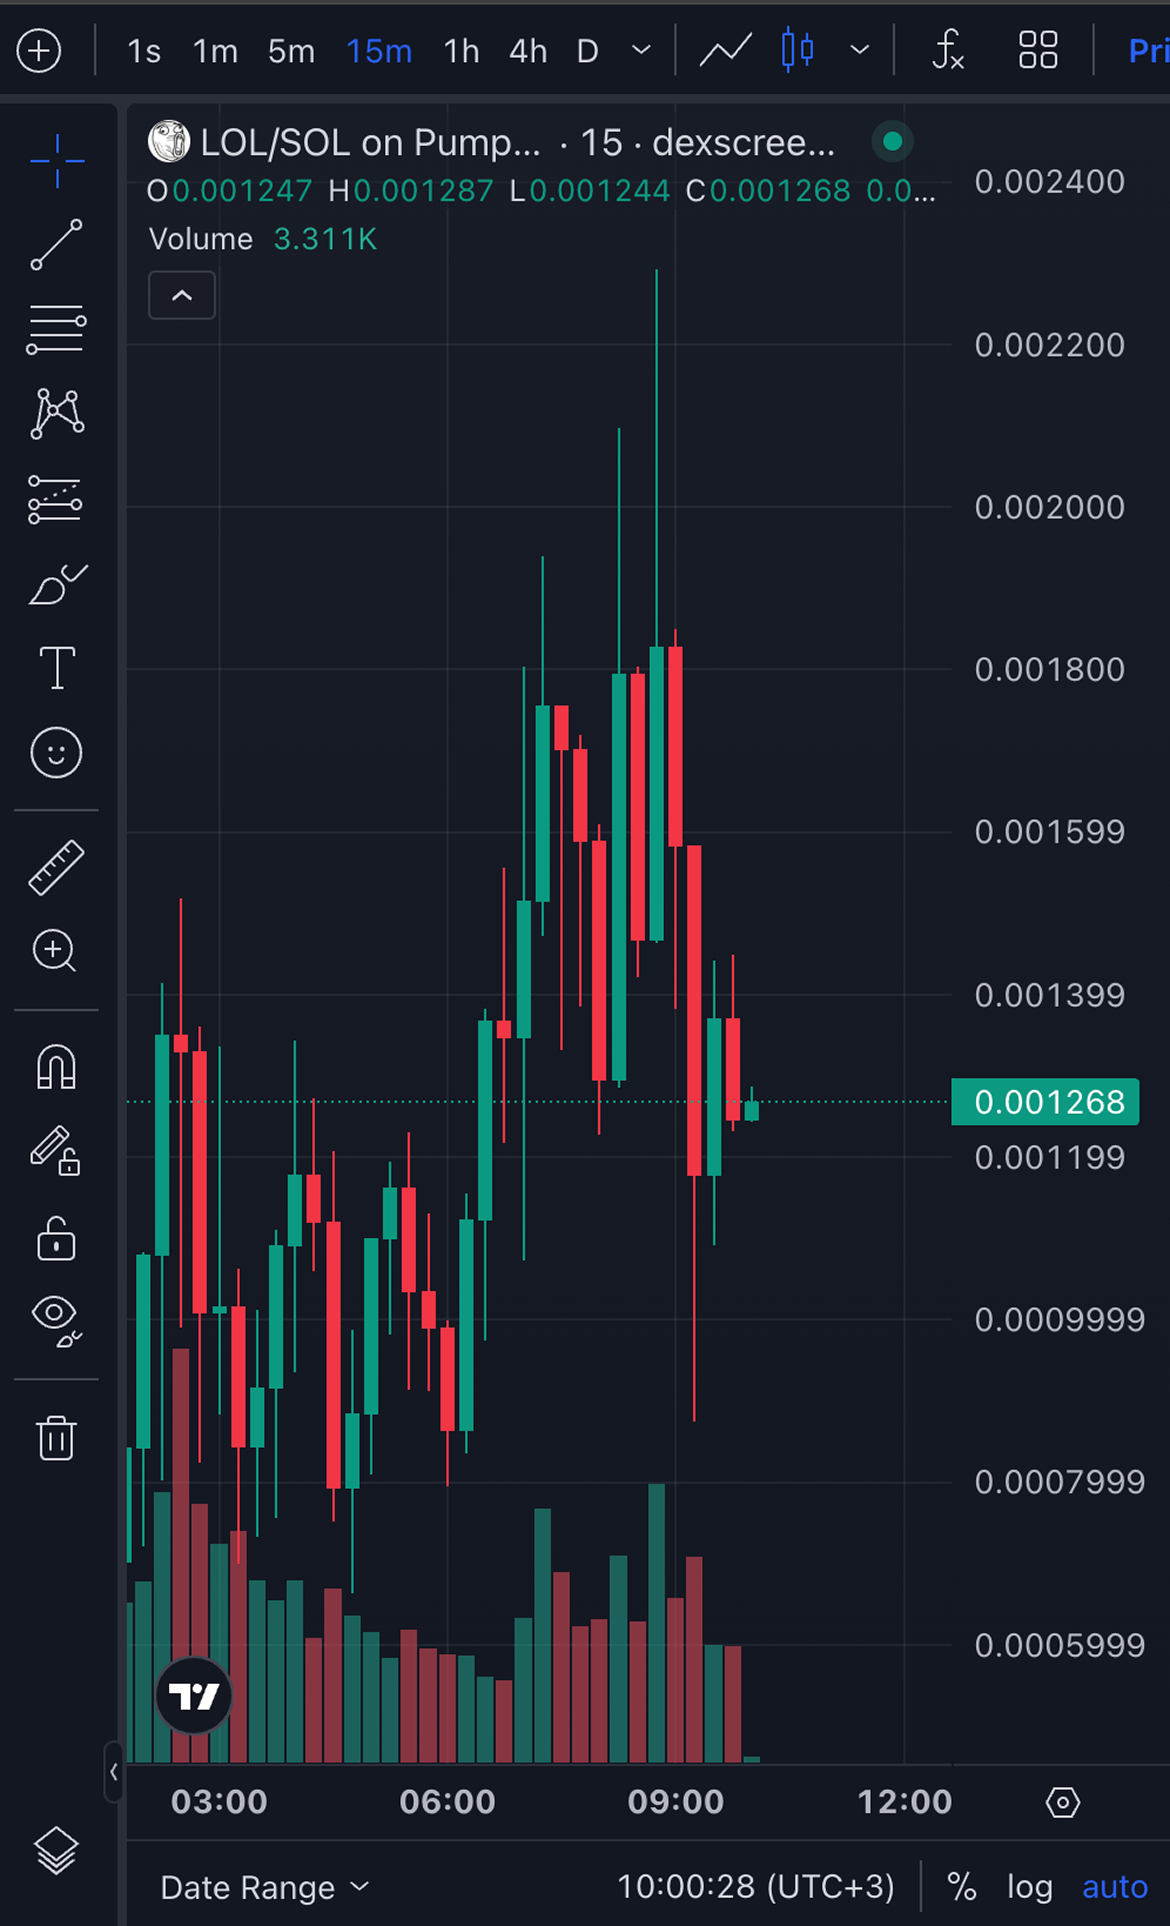 1s 1m 5m 15m 1h 4h D Pri
LOL/SOL on Pump... · 15 · dexscree...
O0.001247 H0.001287 L0.001244 C0.001268 0.0...
Volume 3.311K
0.002400
0.002200
0.002000
0.001800
0.001599
0.001399
0.001268
0.001199
0.0009999
0.0007999
0.0005999
03:00 06:00 09:00 12:00
Date Range 10:00:28 (UTC+3) % log auto